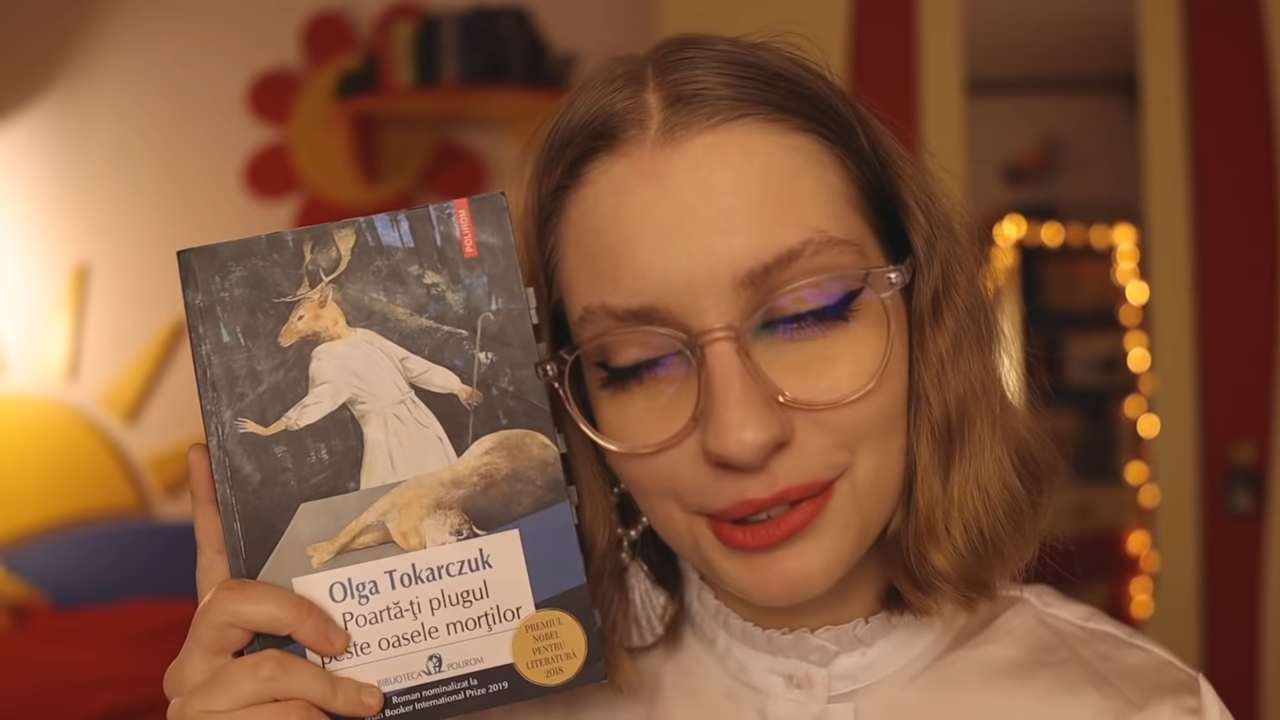 POLIROM
Olga Tokarczuk
Poartă-ţi plugul
peste oasele morţilor
BIBLIOTECA POLIROM
PREMIUL
NOBEL
PENTRU
LITERATURĂ
2018
Roman nominalizat la
Booker International Prize 2019